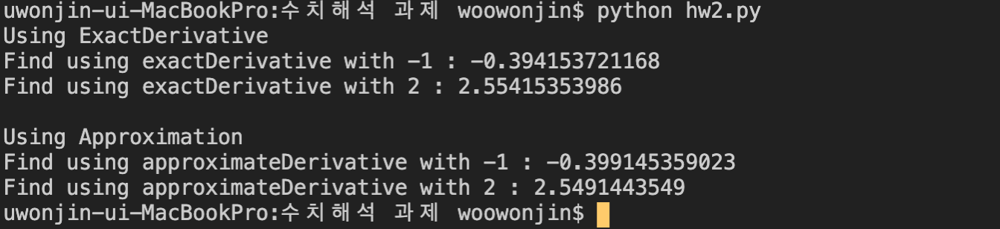 uwonjin-ui-MacBookPro:수치해석 과제 woowonjin$ python hw2.py
Using ExactDerivative
Find using exactDerivative with -1 : -0.394153721168
Find using exactDerivative with 2 : 2.55415353986
Using Approximation
Find using approximateDerivative with -1 : -0.399145359023
Find using approximateDerivative with 2 : 2.5491443549
uwonjin-ui-MacBookPro:수치해석 과제 woowonjin$